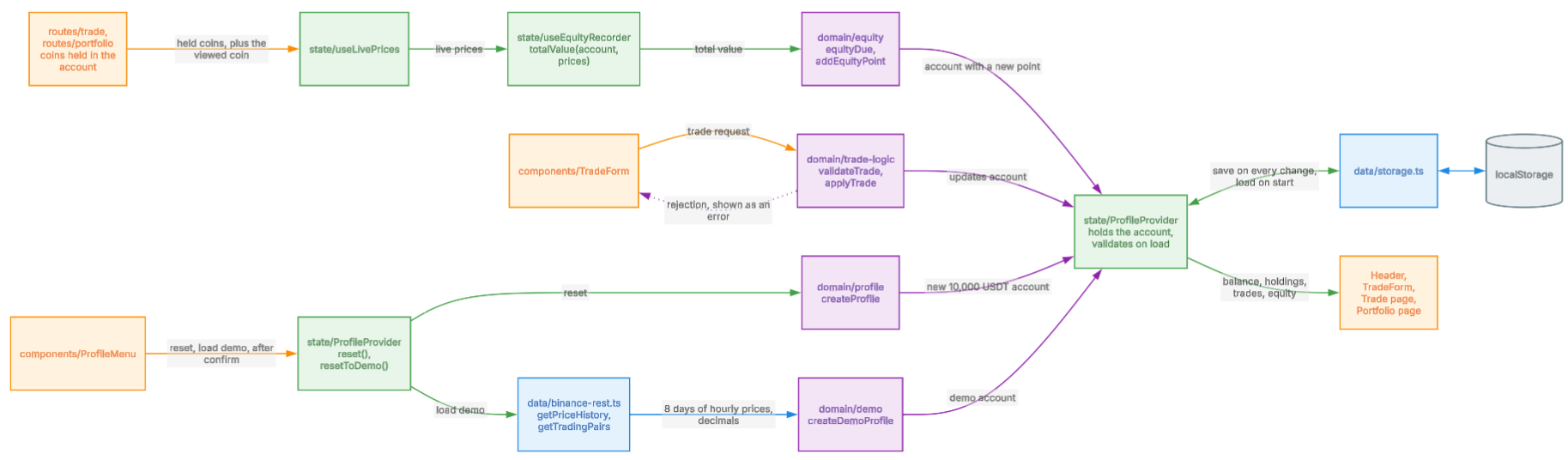 routes/trade,
routes/portfolio
coins held in the
account
held coins, plus the
viewed coin
state/useLivePrices
live prices
state/useEquityRecorder
totalValue(account,
prices)
total value
domain/equity
equityDue,
addEquityPoint
account with a new point
components/TradeForm
trade request
rejection, shown as an
error
domain/trade-logic
validateTrade,
applyTrade
updates account
state/ProfileProvider
holds the account,
validates on load
save on every change,
load on start
data/storage.ts
localStorage
balance, holdings,
trades, equity
Header,
TradeForm,
Trade page,
Portfolio page
components/ProfileMenu
reset, load demo, after
confirm
state/ProfileProvider
reset(),
resetToDemo()
reset
domain/profile
createProfile
new 10,000 USDT account
load demo
data/binance-rest.ts
getPriceHistory,
getTradingPairs
8 days of hourly prices,
decimals
domain/demo
createDemoProfile
demo account